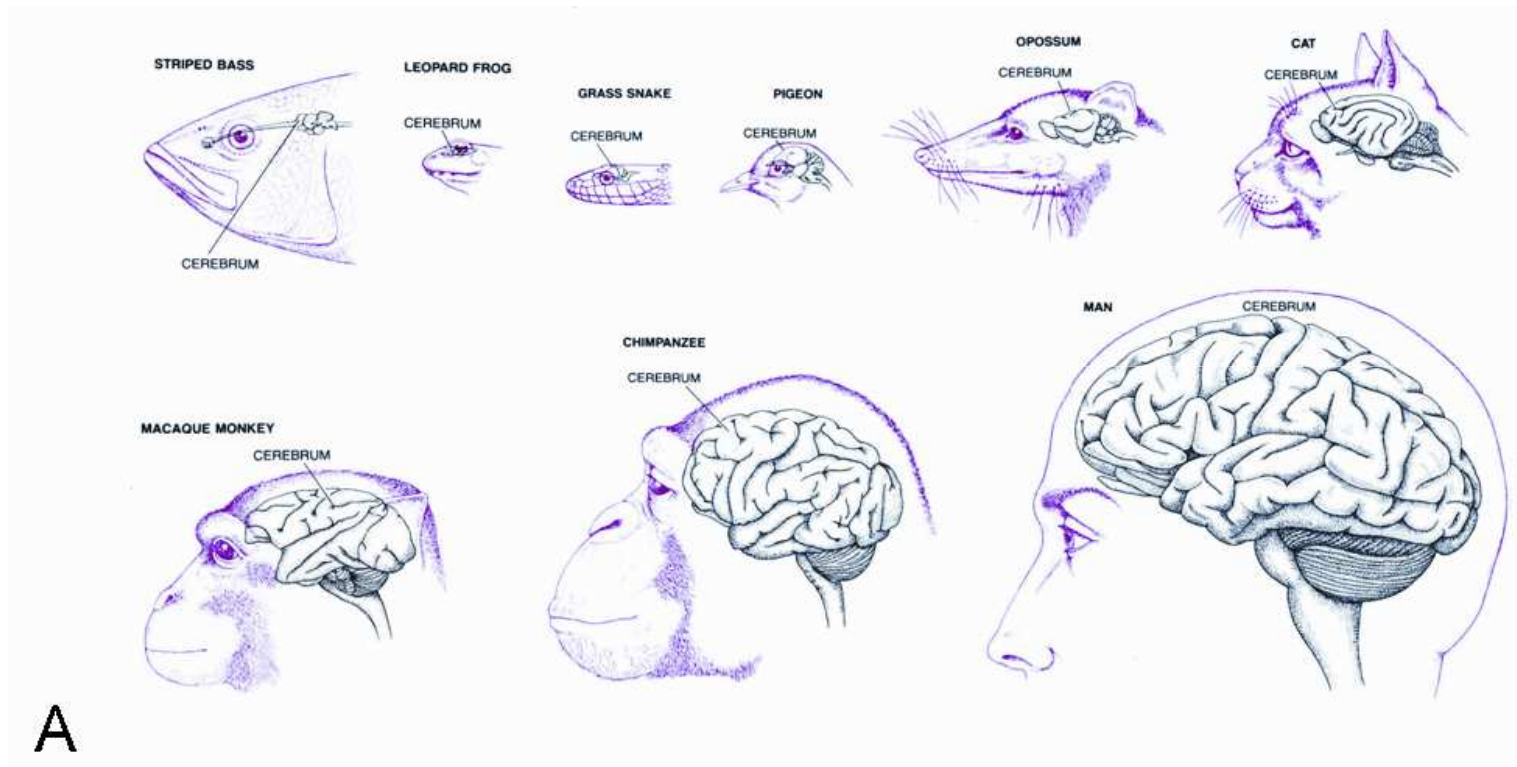 STRIPED BASS
CEREBRUM
LEOPARD FROG
CEREBRUM
GRASS SNAKE
CEREBRUM
PIGEON
CEREBRUM
OPOSSUM
CEREBRUM
CAT
CEREBRUM
MACAQUE MONKEY
CEREBRUM
CHIMPANZEE
CEREBRUM
MAN
CEREBRUM
A